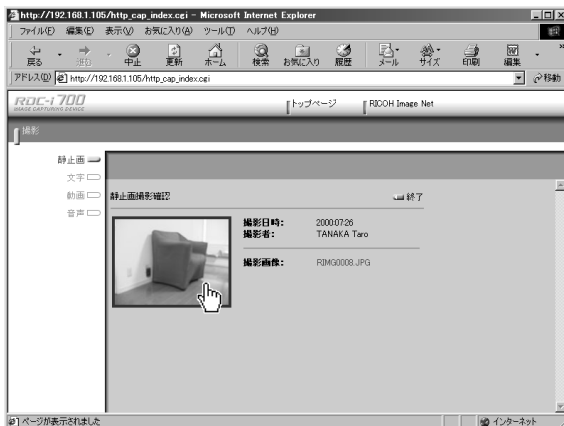 http://192.168.1.105/http_cap_index.cgi - Microsoft Internet Explorer
ファイル(F) 編集(E) 表示(V) お気に入り(A) ツール(T) ヘルプ(H)
戻る 進む 中止 更新 ホーム 検索 お気に入り 履歴 メール サイズ 印刷 編集
アドレス(D) http://192.168.1.105/http_cap_index.cgi 移動
RDC-i 700 トップページ RICOH Image Net
IMAGE CAPTURING DEVICE
撮影
静止画
文字
動画
音声
静止画撮影確認 終了
撮影日時: 2000.07.26
撮影者: TANAKA Taro
撮影画像: RIMG0008.JPG
ページが表示されました インターネット